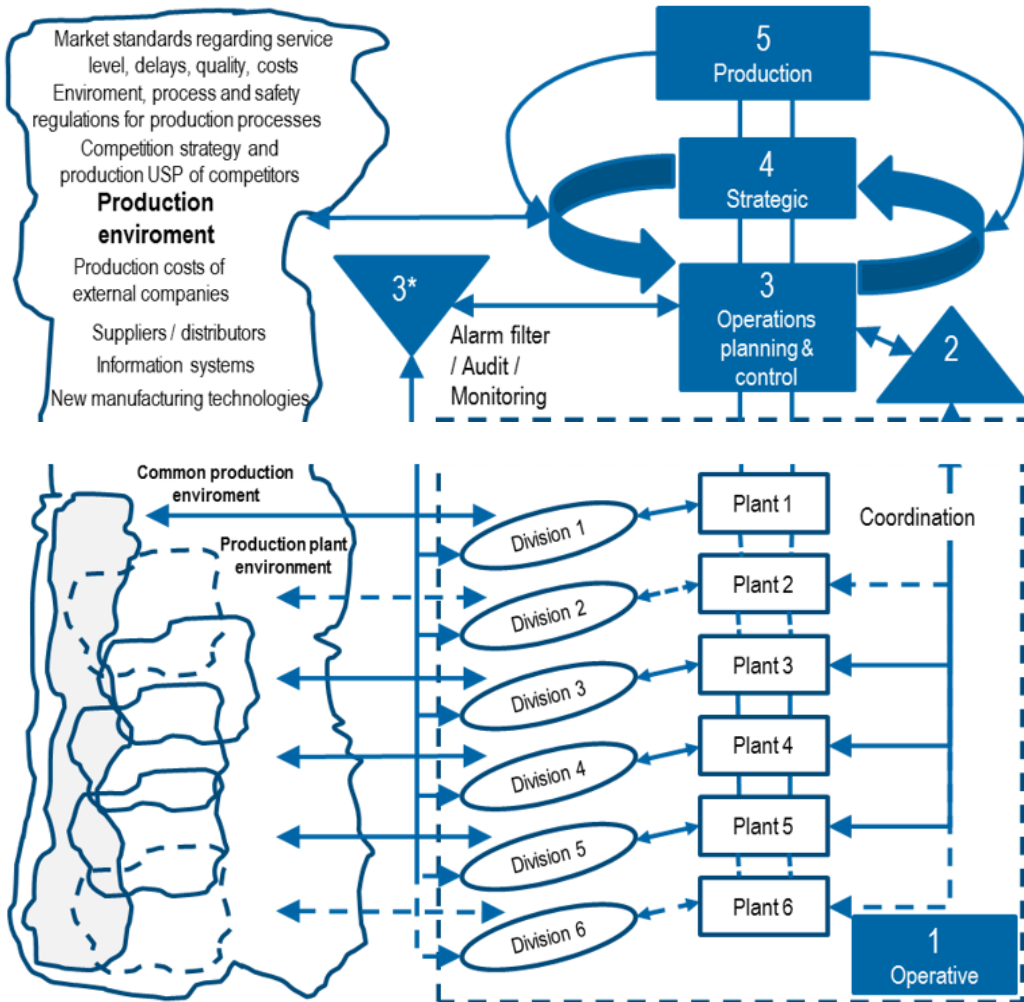 Market standards regarding service
level, delays, quality, costs
Enviroment, process and safety
regulations for production processes
Competition strategy and
production USP of competitors
Production
enviroment
Production costs of
external companies
Suppliers / distributors
Information systems
New manufacturing technologies
5
Production
4
Strategic
3
Operations
planning &
control
3*
Alarm filter
/ Audit /
Monitoring
2
Common production
enviroment
Production plant
environment
Division 1
Plant 1
Coordination
Division 2
Plant 2
Division 3
Plant 3
Division 4
Plant 4
Division 5
Plant 5
Division 6
Plant 6
1
Operative